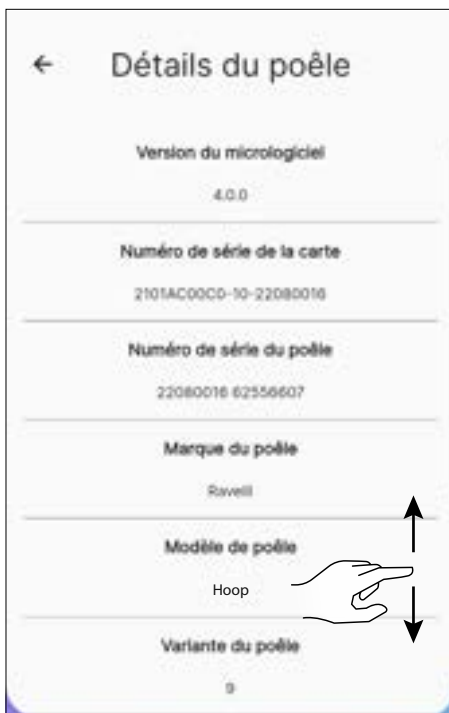 Détails du poêle
Version du micrologiciel
4.0.0
Numéro de série de la carte
2101AC00C0-10-22080016
Numéro de série du poêle
22080016 62556607
Marque du poêle
Ravelli
Modèle de poêle
Hoop
Variante du poêle
9